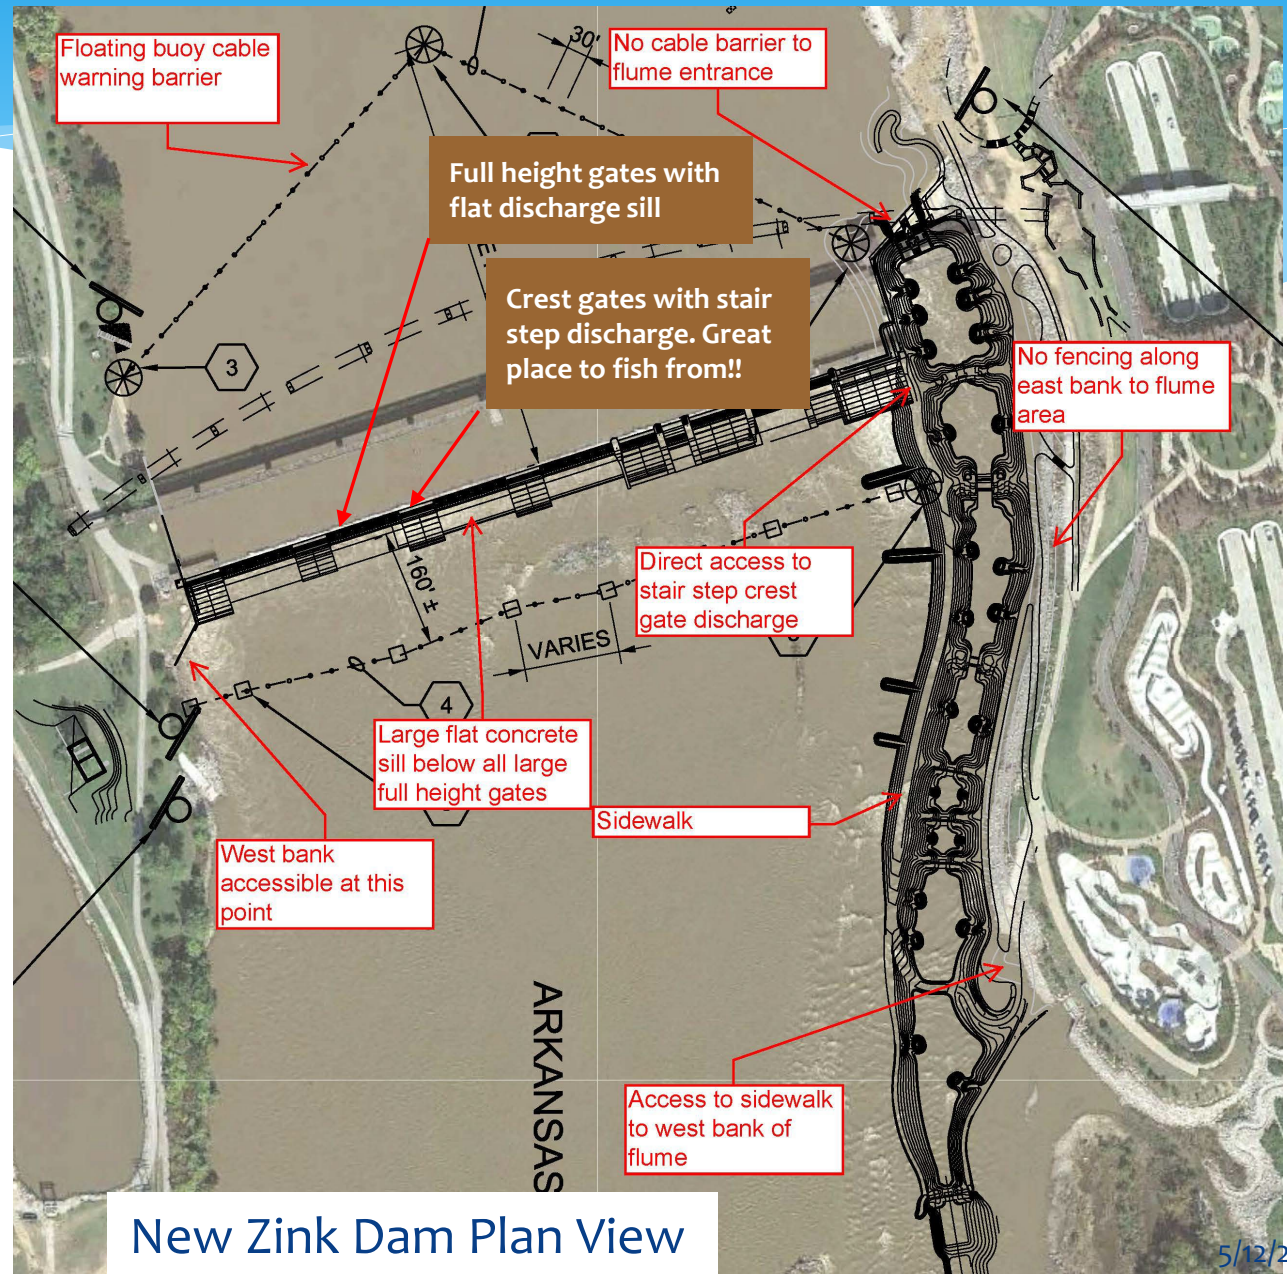 Floating buoy cable
warning barrier
30'
No cable barrier to
flume entrance
Full height gates with
flat discharge sill
Crest gates with stair
step discharge. Great
place to fish from!!
3
No fencing along
east bank to flume
area
160' ±
Direct access to
stair step crest
gate discharge
VARIES
4
Large flat concrete
sill below all large
full height gates
Sidewalk
West bank
accessible at this
point
ARKANSAS
Access to sidewalk
to west bank of
flume
New Zink Dam Plan View
5/12/2